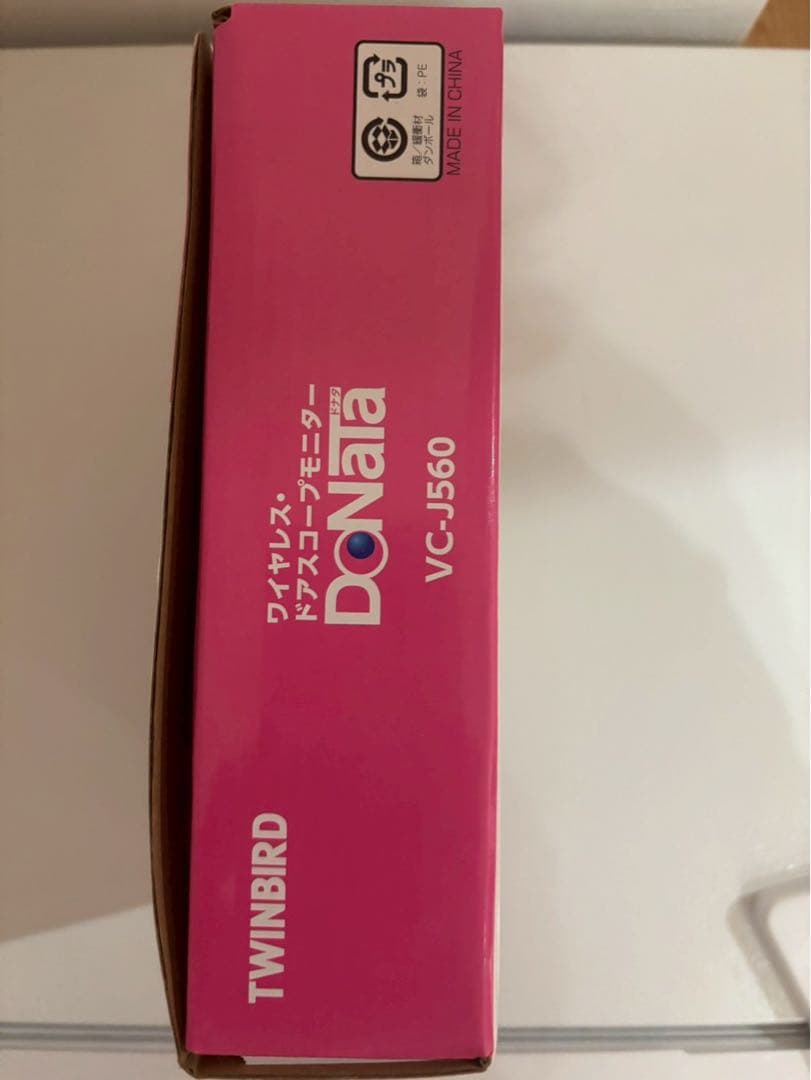 TWINBIRD
ワイヤレス・
ドアスコープモニター
DoNaTa
ドナタ
VC-J560
プラ
箱/緩衝材
ダンボール
袋:PE
MADE IN CHINA